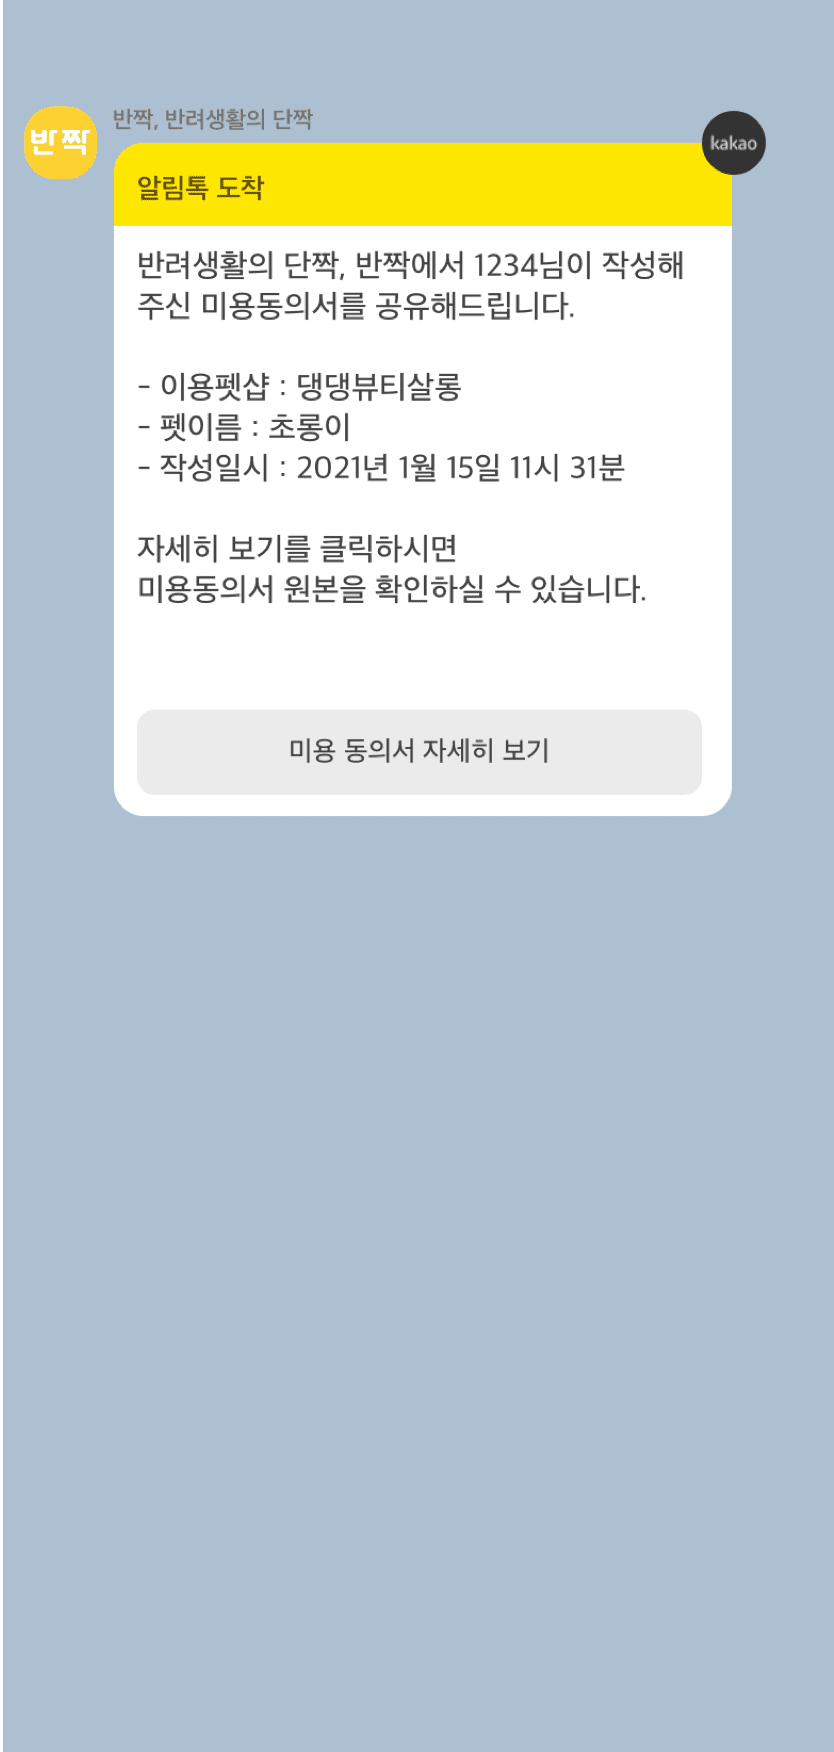 반짝, 반려생활의 단짝
반짝
kakao
알림톡 도착
반려생활의 단짝, 반짝에서 1234님이 작성해
주신 미용동의서를 공유해드립니다.
- 이용펫샵 : 댕댕뷰티살롱
- 펫이름 : 초롱이
- 작성일시 : 2021년 1월 15일 11시 31분
자세히 보기를 클릭하시면
미용동의서 원본을 확인하실 수 있습니다.
미용 동의서 자세히 보기